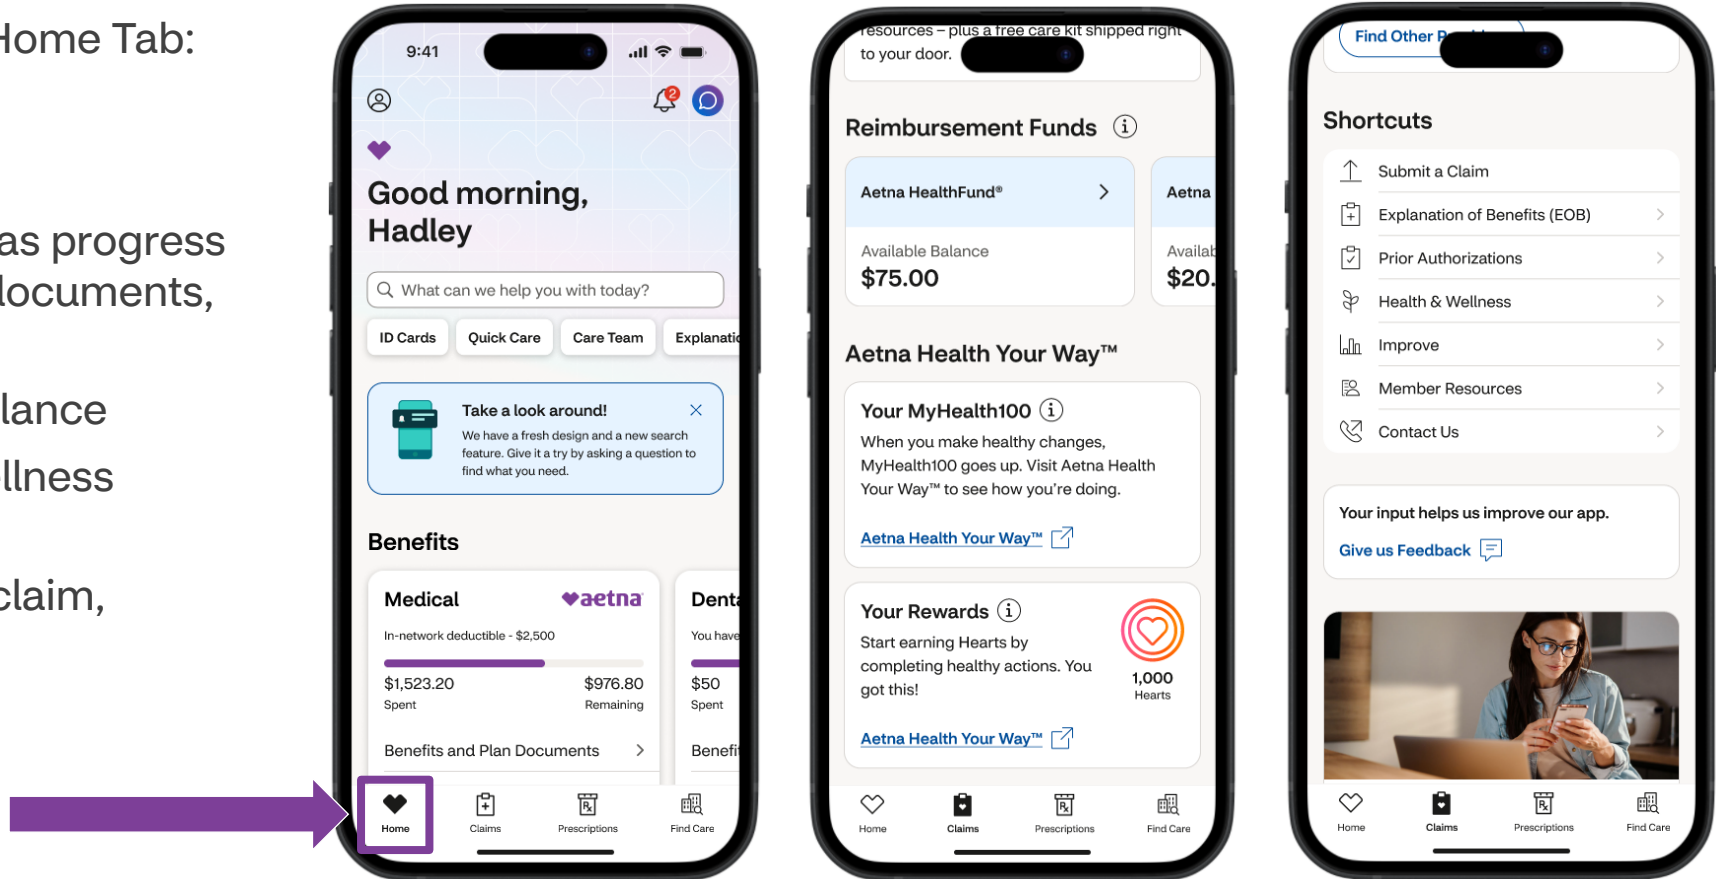 Home Tab:
as progress
documents,
lance
llness
claim,
9:41
2
Good morning,
Hadley
What can we help you with today?
ID Cards
Quick Care
Care Team
Explanatio
Take a look around!
We have a fresh design and a new search
feature. Give it a try by asking a question to
find what you need.
Benefits
Medical
aetna
In-network deductible - $2,500
$1,523.20
$976.80
Spent
Remaining
Benefits and Plan Documents
Denta
You have
$50
Spent
Benefi
Home
Claims
Prescriptions
Find Care
resources – plus a free care kit shipped right
to your door.
Reimbursement Funds
Aetna HealthFund®
Available Balance
$75.00
Aetna
Availab
$20.
Aetna Health Your Way™
Your MyHealth100
When you make healthy changes,
MyHealth100 goes up. Visit Aetna Health
Your Way™ to see how you’re doing.
Aetna Health Your Way™
Your Rewards
Start earning Hearts by
completing healthy actions. You
got this!
1,000
Hearts
Aetna Health Your Way™
Home
Claims
Prescriptions
Find Care
Find Other
Shortcuts
Submit a Claim
Explanation of Benefits (EOB)
Prior Authorizations
Health & Wellness
Improve
Member Resources
Contact Us
Your input helps us improve our app.
Give us Feedback
Home
Claims
Prescriptions
Find Care